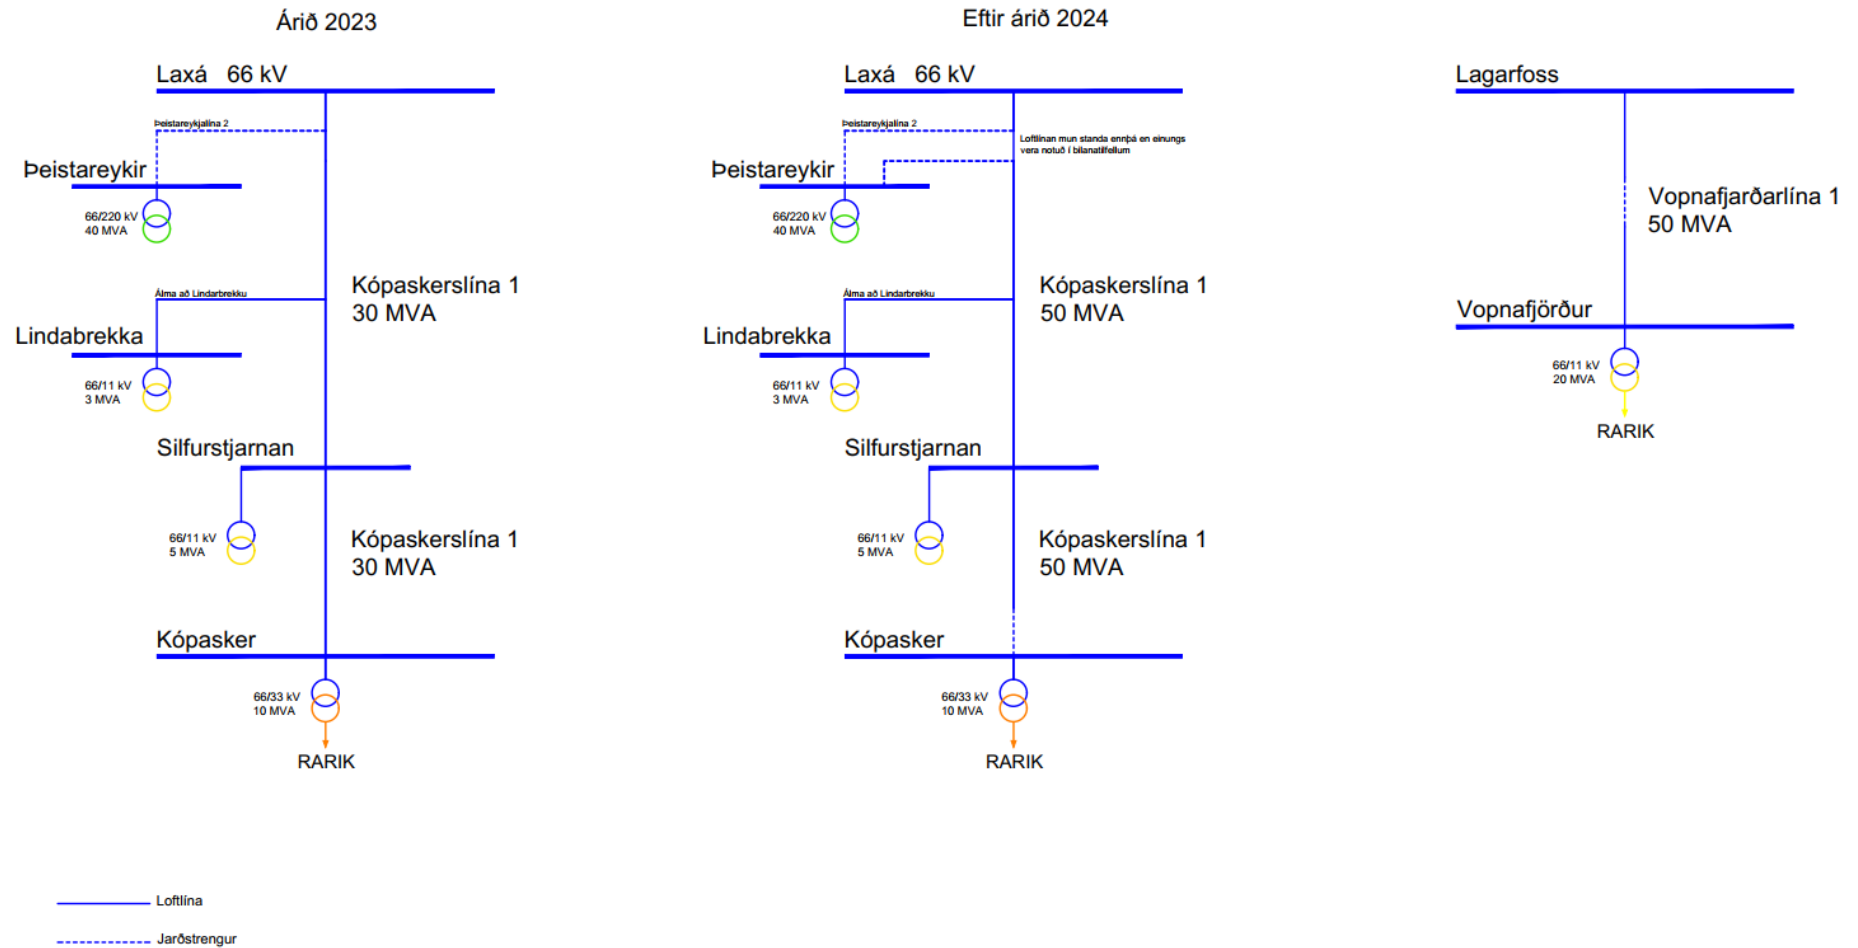 Árið 2023
Laxá 66 kV
Þeistareykjalína 2
Þeistareykir
66/220 kV
40 MVA
Kópaskerslína 1
30 MVA
Álma að Lindarbrekku
Lindabrekka
66/11 kV
3 MVA
Silfurstjarnan
66/11 kV
5 MVA
Kópaskerslína 1
30 MVA
Kópasker
66/33 kV
10 MVA
RARIK
Eftir árið 2024
Laxá 66 kV
Þeistareykjalína 2
Loftlínan mun standa ennþá en einungs
vera notuð í bilanatilfellum
Þeistareykir
66/220 kV
40 MVA
Kópaskerslína 1
50 MVA
Álma að Lindarbrekku
Lindabrekka
66/11 kV
3 MVA
Silfurstjarnan
66/11 kV
5 MVA
Kópaskerslína 1
50 MVA
Kópasker
66/33 kV
10 MVA
RARIK
Lagarfoss
Vopnafjarðarlína 1
50 MVA
Vopnafjörður
66/11 kV
20 MVA
RARIK
Loftlína
Jarðstrengur